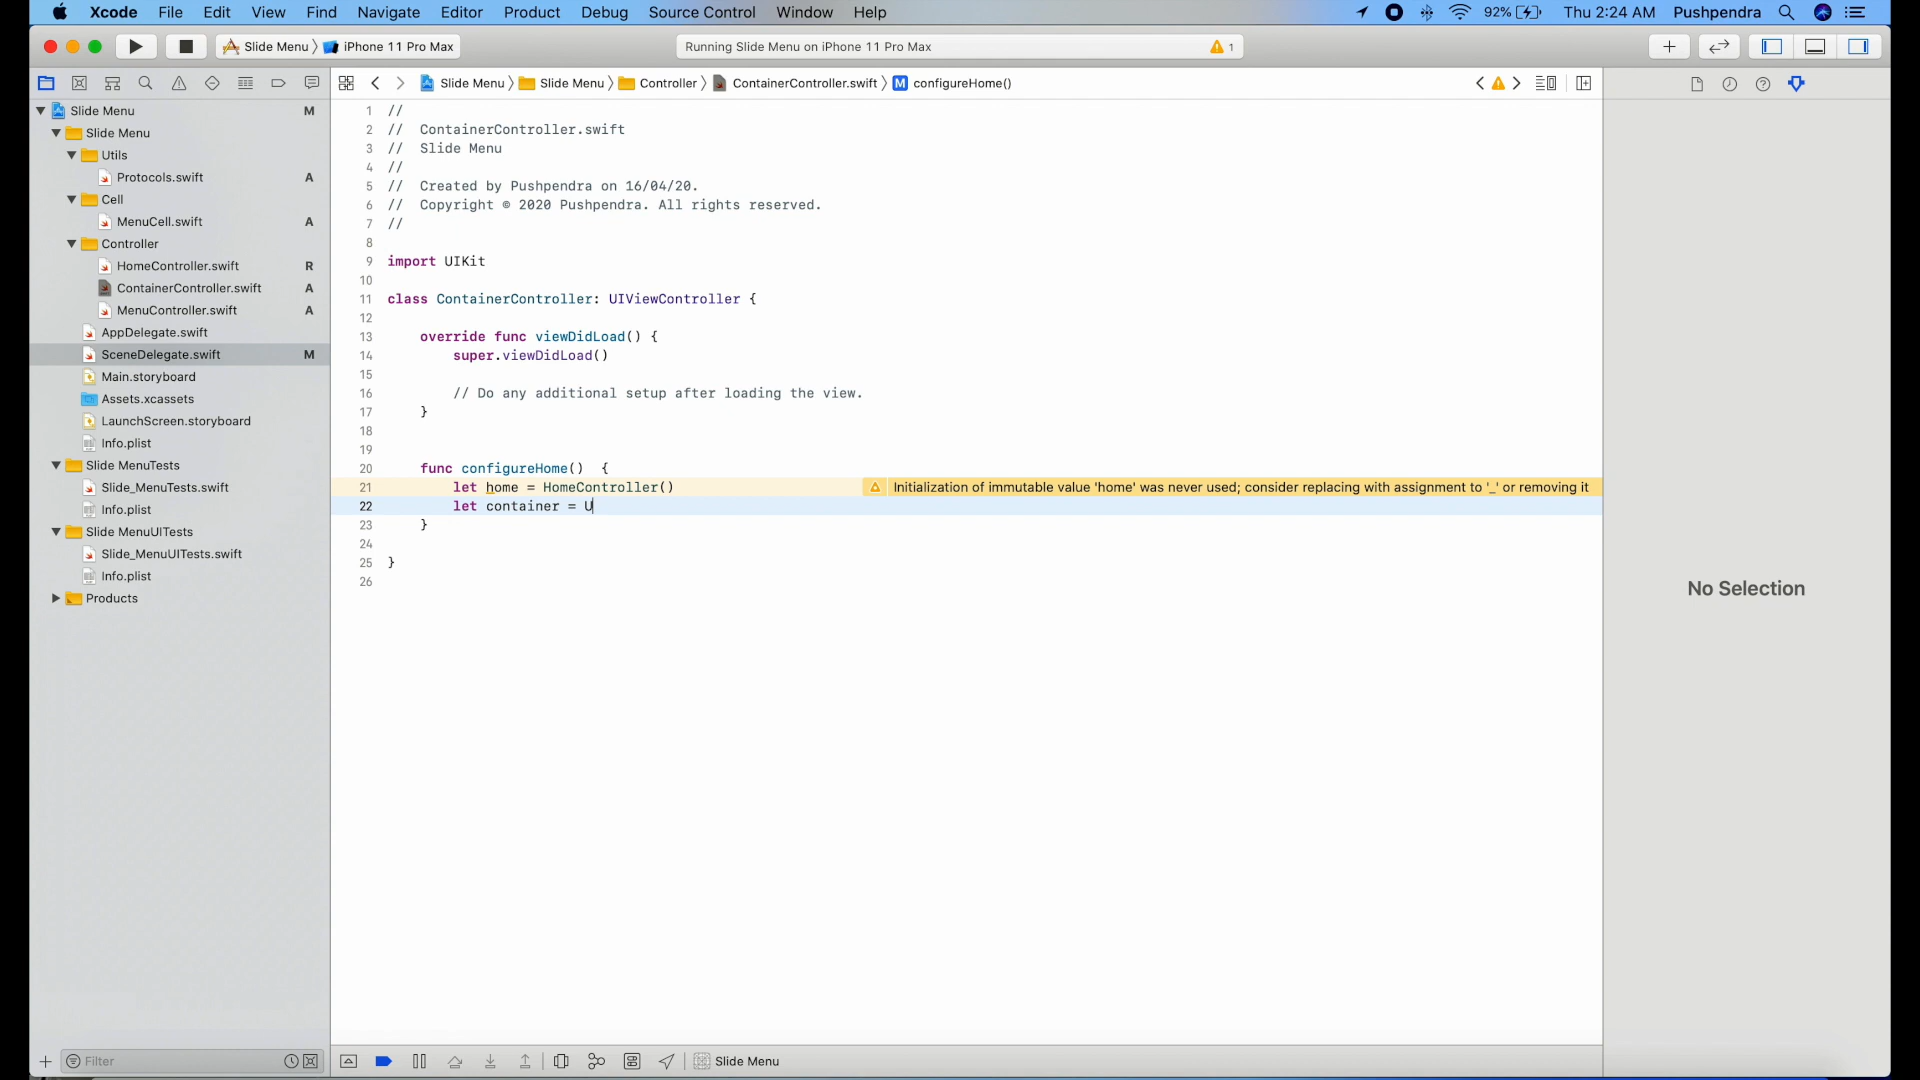 Xcode File Edit View Find Navigate Editor Product Debug Source Control Window Help 92% Thu 2:24 AM Pushpendra
Slide Menu iPhone 11 Pro Max Running Slide Menu on iPhone 11 Pro Max 1
Slide Menu Slide Menu Controller ContainerController.swift M configureHome()
Slide Menu M
Slide Menu
Utils
Protocols.swift A
Cell
MenuCell.swift A
Controller
HomeController.swift R
ContainerController.swift A
MenuController.swift A
AppDelegate.swift
SceneDelegate.swift M
Main.storyboard
Assets.xcassets
LaunchScreen.storyboard
Info.plist
Slide MenuTests
Slide_MenuTests.swift
Info.plist
Slide MenuUITests
Slide_MenuUITests.swift
Info.plist
Products
Filter
1 //
2 // ContainerController.swift
3 // Slide Menu
4 //
5 // Created by Pushpendra on 16/04/20.
6 // Copyright © 2020 Pushpendra. All rights reserved.
7 //
8
9 import UIKit
10
11 class ContainerController: UIViewController {
12
13 override func viewDidLoad() {
14 super.viewDidLoad()
15
16 // Do any additional setup after loading the view.
17 }
18
19
20 func configureHome() {
21 let home = HomeController() Initialization of immutable value 'home' was never used; consider replacing with assignment to '_' or removing it
22 let container = U
23 }
24
25 }
26
No Selection
Slide Menu